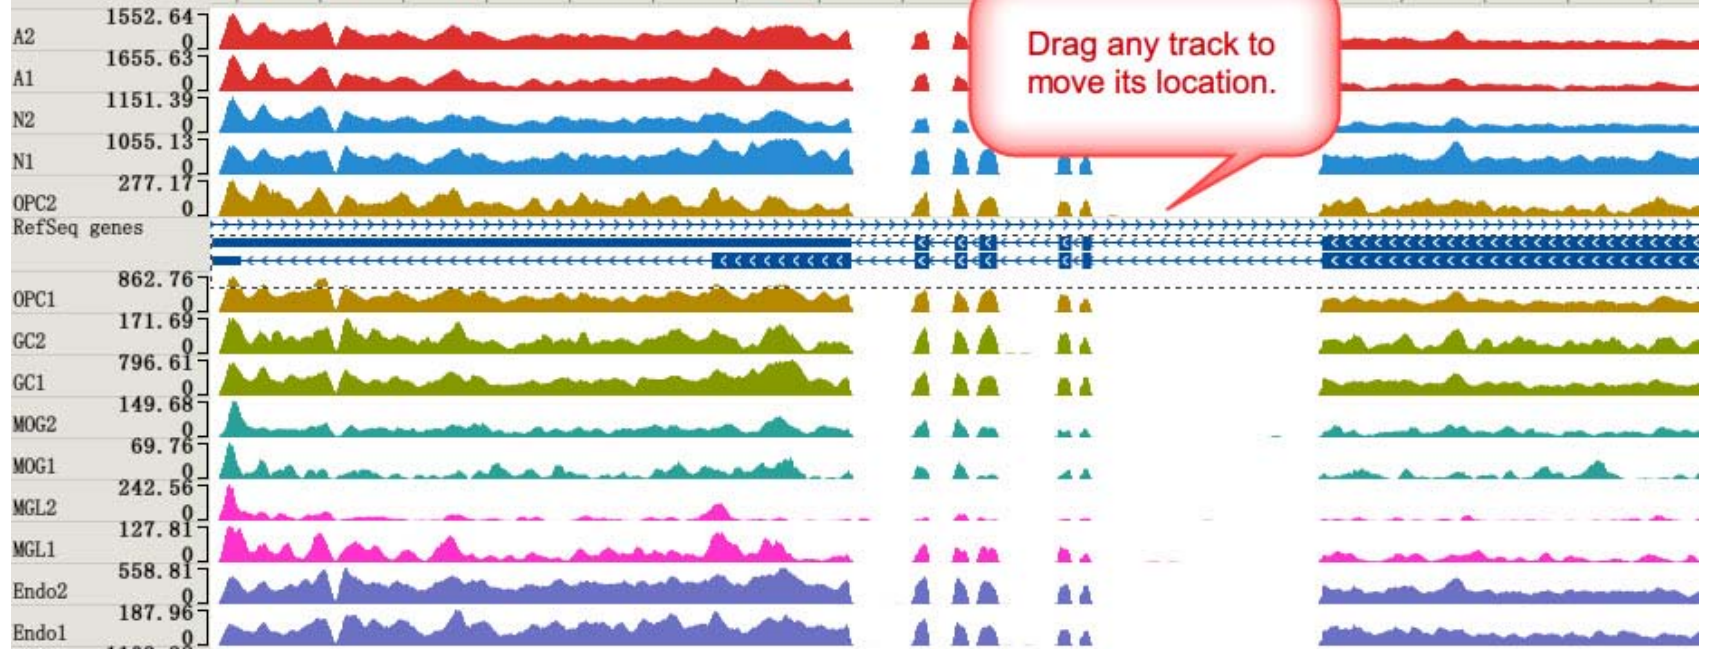 1552.64
A2
0
1655.63
A1
0
1151.39
N2
0
1055.13
N1
0
277.17
OPC2
0
RefSeq genes
862.76
OPC1
0
171.69
GC2
0
796.61
GC1
0
149.68
MOG2
0
69.76
MOG1
0
242.56
MGL2
0
127.81
MGL1
0
558.81
Endo2
0
187.96
Endo1
0
Drag any track to
move its location.